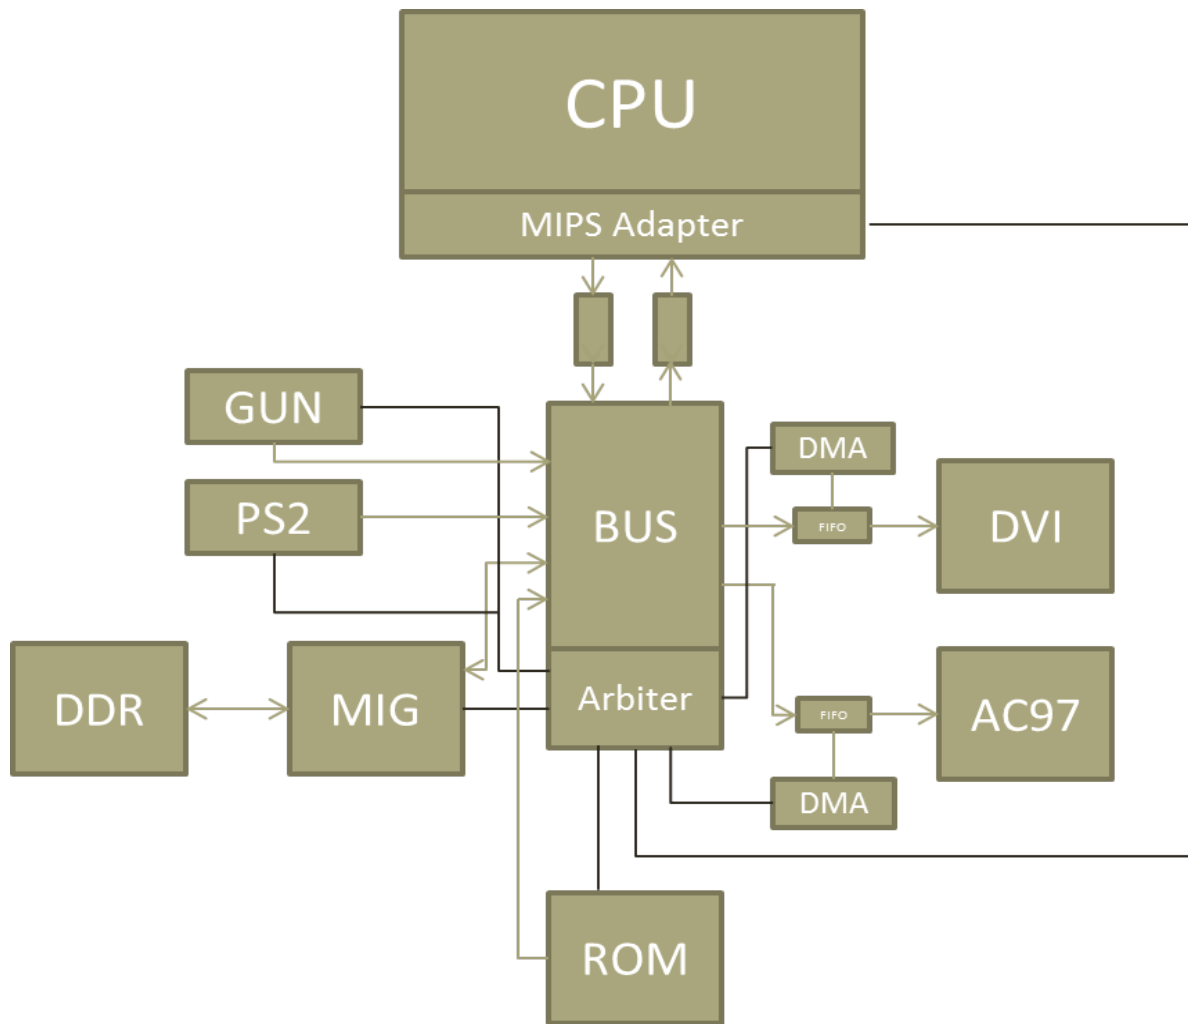 CPU
MIPS Adapter
GUN
DMA
PS2
BUS
FIFO
DVI
DDR
MIG
Arbiter
FIFO
AC97
DMA
ROM